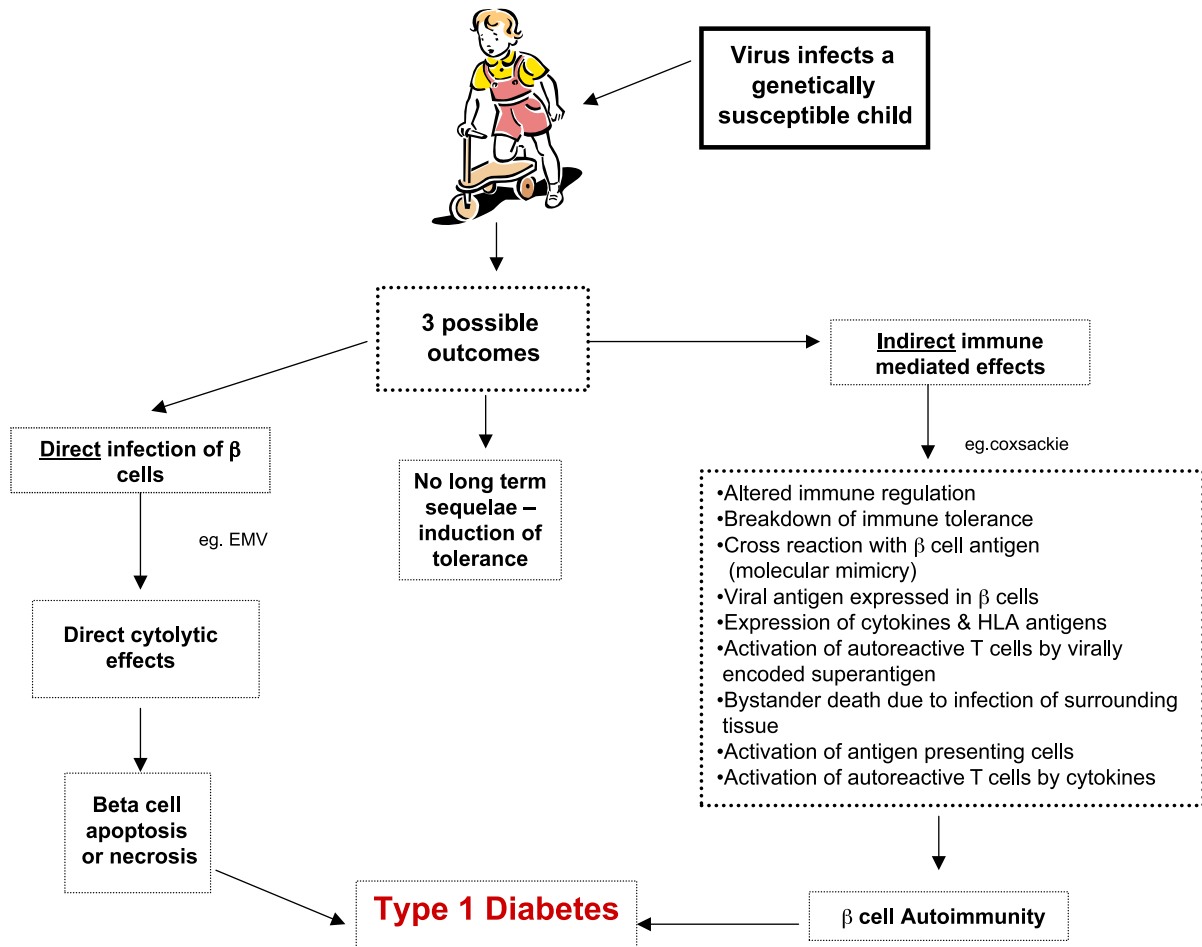 Virus infects a
genetically
susceptible child
3 possible
outcomes
Indirect immune
mediated effects
Direct infection of β
cells
eg.coxsackie
No long term
sequelae –
induction of
tolerance
•Altered immune regulation
•Breakdown of immune tolerance
•Cross reaction with β cell antigen
(molecular mimicry)
•Viral antigen expressed in β cells
•Expression of cytokines & HLA antigens
•Activation of autoreactive T cells by virally
encoded superantigen
•Bystander death due to infection of surrounding
tissue
•Activation of antigen presenting cells
•Activation of autoreactive T cells by cytokines
eg. EMV
Direct cytolytic
effects
Beta cell
apoptosis
or necrosis
Type 1 Diabetes
β cell Autoimmunity